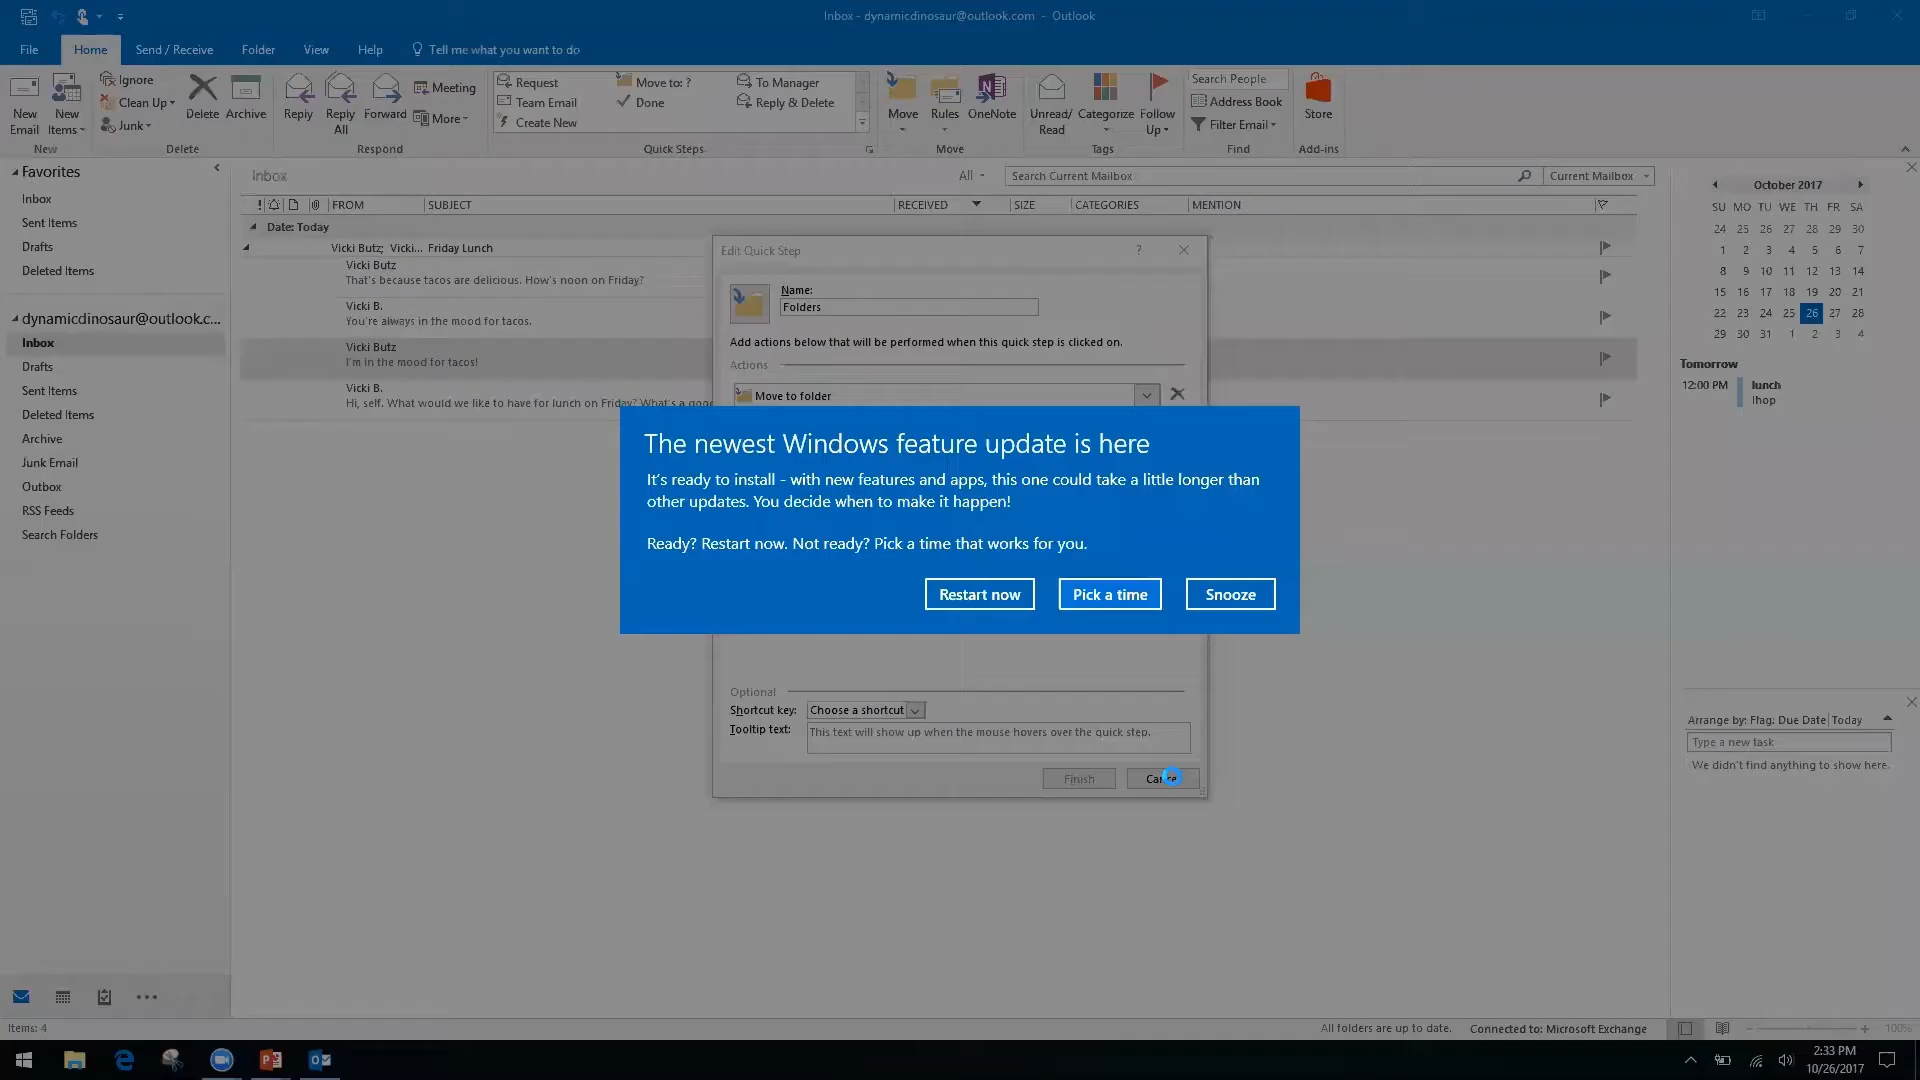 Inbox - dynamicdinosaur@outlook.com - Outlook
File Home Send / Receive Folder View Help Tell me what you want to do
New Email
New Items
New
Ignore
Clean Up
Junk
Delete
Archive
Delete
Reply
Reply All
Forward
Meeting
More
Respond
Request
Team Email
Create New
Move to: ?
Done
To Manager
Reply & Delete
Quick Steps
Move
Rules
OneNote
Move
Unread/ Read
Categorize
Follow Up
Tags
Search People
Address Book
Filter Email
Find
Store
Add-ins
Favorites
Inbox
Sent Items
Drafts
Deleted Items
dynamicdinosaur@outlook.c...
Inbox
Drafts
Sent Items
Deleted Items
Archive
Junk Email
Outbox
RSS Feeds
Search Folders
Inbox
All
Search Current Mailbox
Current Mailbox
! FROM SUBJECT RECEIVED SIZE CATEGORIES MENTION
Date: Today
Vicki Butz; Vicki... Friday Lunch
Vicki Butz
That's because tacos are delicious. How's noon on Friday?
Vicki B.
You're always in the mood for tacos.
Vicki Butz
I'm in the mood for tacos!
Vicki B.
Hi, self. What would we like to have for lunch on Friday? What's a good
Edit Quick Step ?
Name:
Folders
Add actions below that will be performed when this quick step is clicked on.
Actions
Move to folder
The newest Windows feature update is here
It's ready to install - with new features and apps, this one could take a little longer than
other updates. You decide when to make it happen!
Ready? Restart now. Not ready? Pick a time that works for you.
Restart now Pick a time Snooze
Optional
Shortcut key: Choose a shortcut
Tooltip text: This text will show up when the mouse hovers over the quick step.
Finish Cancel
October 2017
SU MO TU WE TH FR SA
24 25 26 27 28 29 30
1 2 3 4 5 6 7
8 9 10 11 12 13 14
15 16 17 18 19 20 21
22 23 24 25 26 27 28
29 30 31 1 2 3 4
Tomorrow
12:00 PM lunch
Ihop
Arrange by: Flag: Due Date Today
Type a new task
We didn't find anything to show here.
Items: 4
All folders are up to date. Connected to: Microsoft Exchange
100%
2:33 PM
10/26/2017